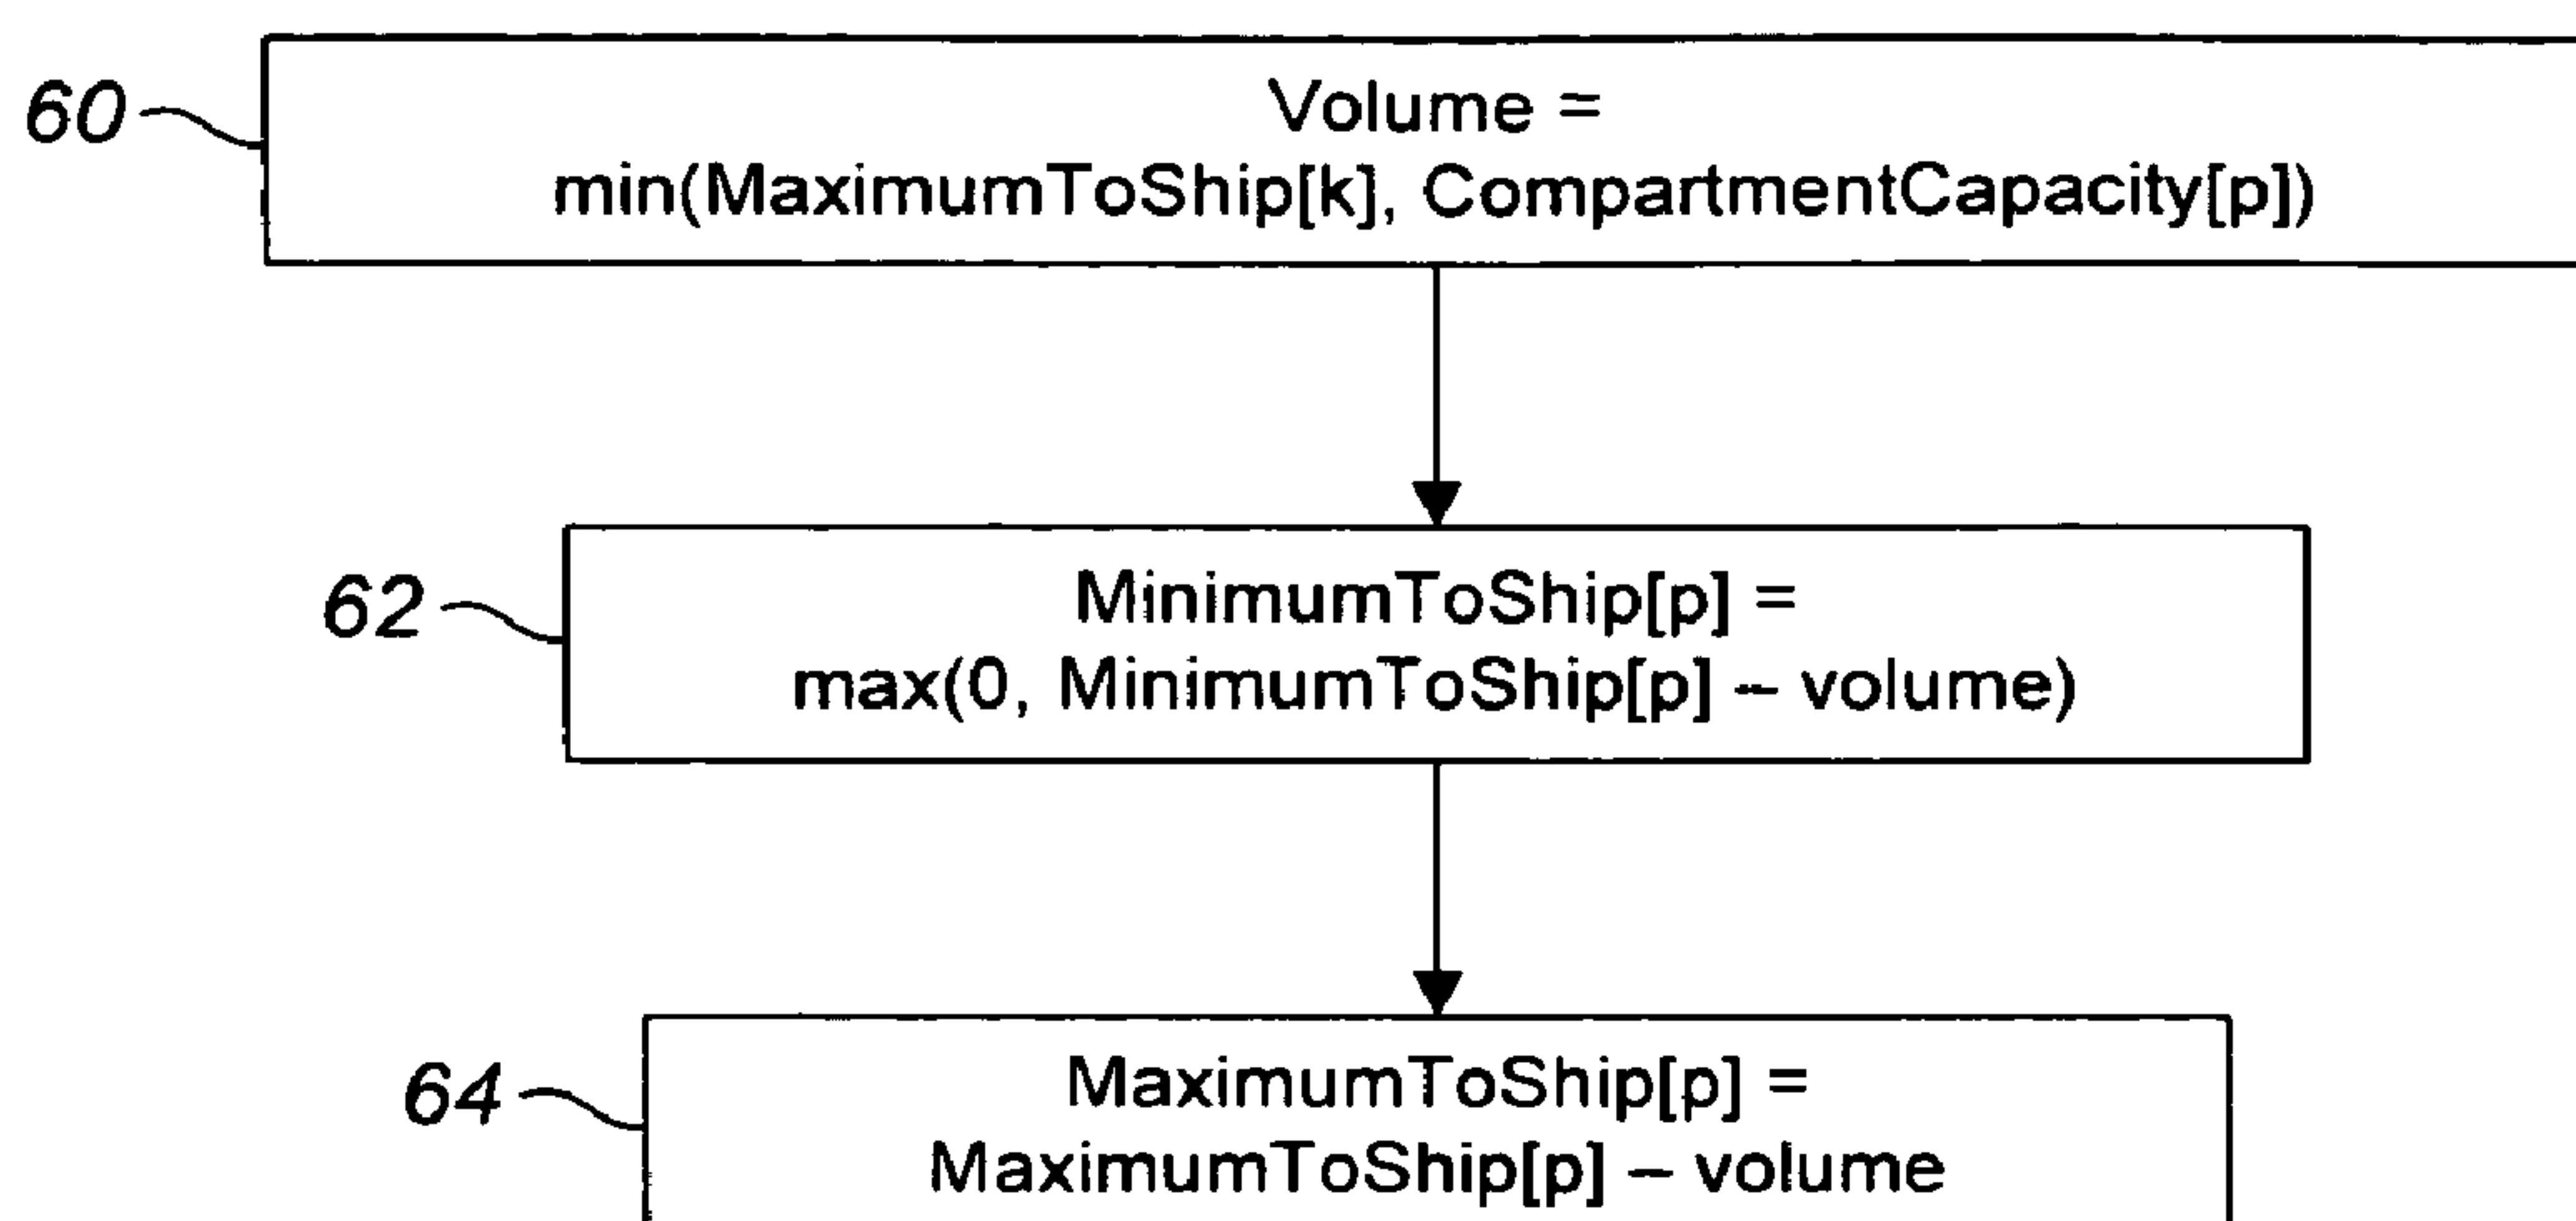 60
Volume =
min(MaximumToShip[k], CompartmentCapacity[p])
62
MinimumToShip[p] =
max(0, MinimumToShip[p] – volume)
64
MaximumToShip[p] =
MaximumToShip[p] – volume